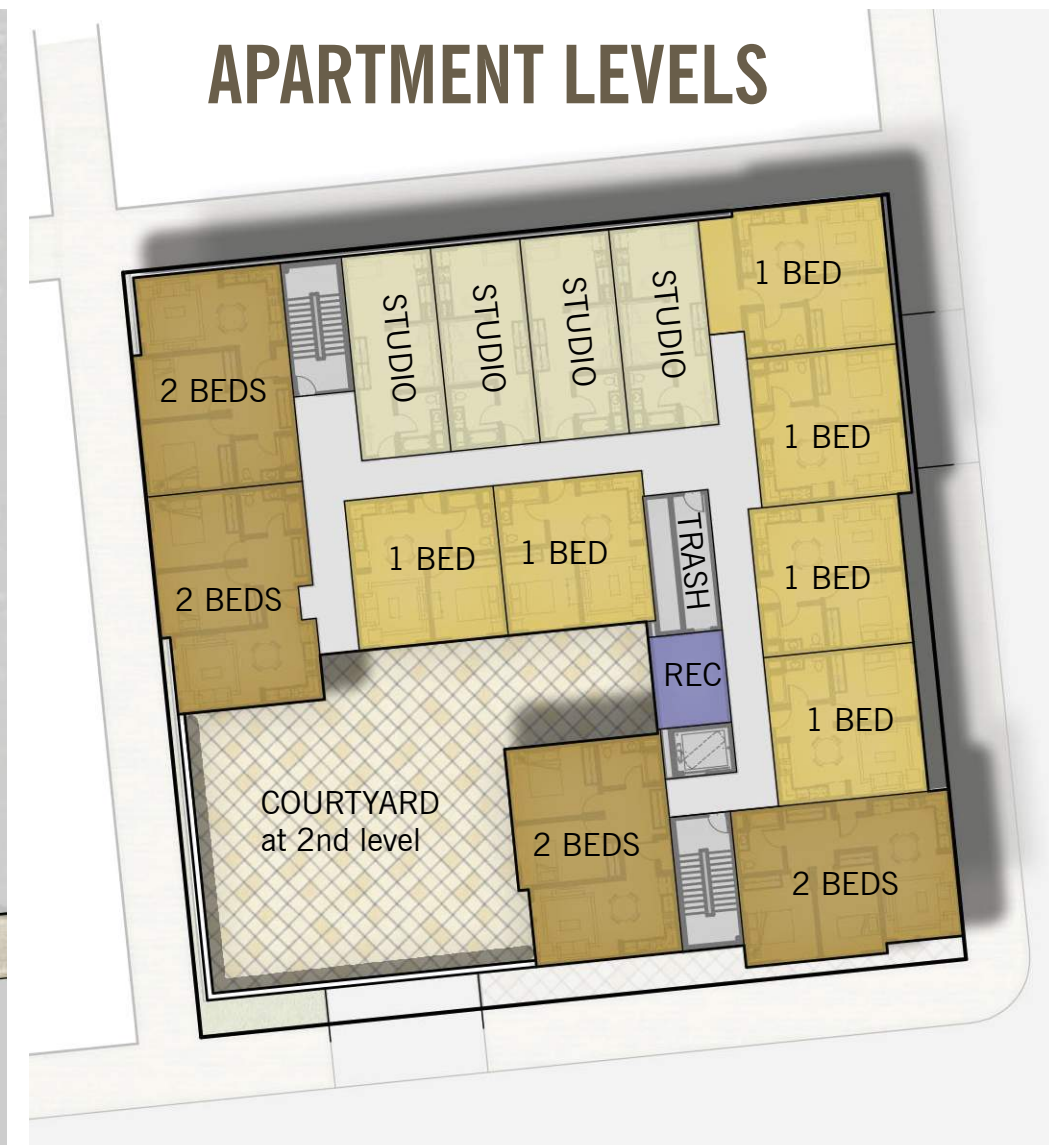 APARTMENT LEVELS
1 BED
STUDIO
STUDIO
STUDIO
STUDIO
2 BEDS
1 BED
1 BED
1 BED
TRASH
1 BED
2 BEDS
REC
1 BED
COURTYARD
at 2nd level
2 BEDS
2 BEDS